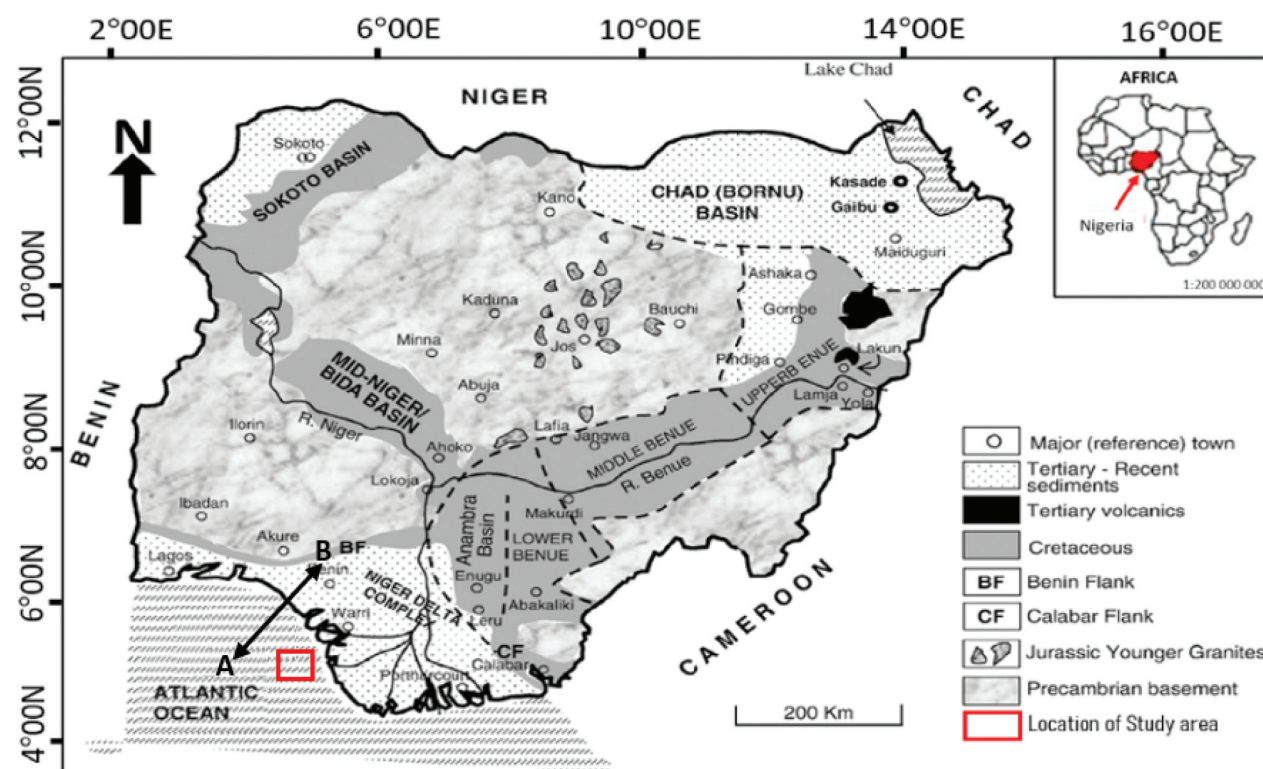 2°00E 6°00E 10°00E 14°00E 16°00E
12°00N
10°00N
8°00N
6°00N
4°00N
N
NIGER
Lake Chad
CHAD
AFRICA
Nigeria
1:200 000 000
Sokoto
SOKOTO BASIN
Kano
CHAD (BORNU)
BASIN
Kasade
Gaibu
Maiduguri
Ashaka
Kaduna
Bauchi
Gombe
Minna
Jos
Pindiga
Lakun
UPPERB ENUE
BENIN
MID-NIGER/
BIDA BASIN
Abuja
Lamja
Yola
Ilorin
R. Niger
Lafia
Jangwa
MIDDLE BENUE
Ahoko
R. Benue
Lokoja
Ibadan
Makurdi
Akure
Anambra
Basin
LOWER
BENUE
Lagos
B
BF
Benin
NIGER DELTA
COMPLEX
Enugu
Abakaliki
Leru
Warri
CAMEROON
A
CF
Calabar
ATLANTIC
OCEAN
200 Km
Major (reference) town
Tertiary - Recent
sediments
Tertiary volcanics
Cretaceous
BF Benin Flank
CF Calabar Flank
Jurassic Younger Granites
Precambrian basement
Location of Study area